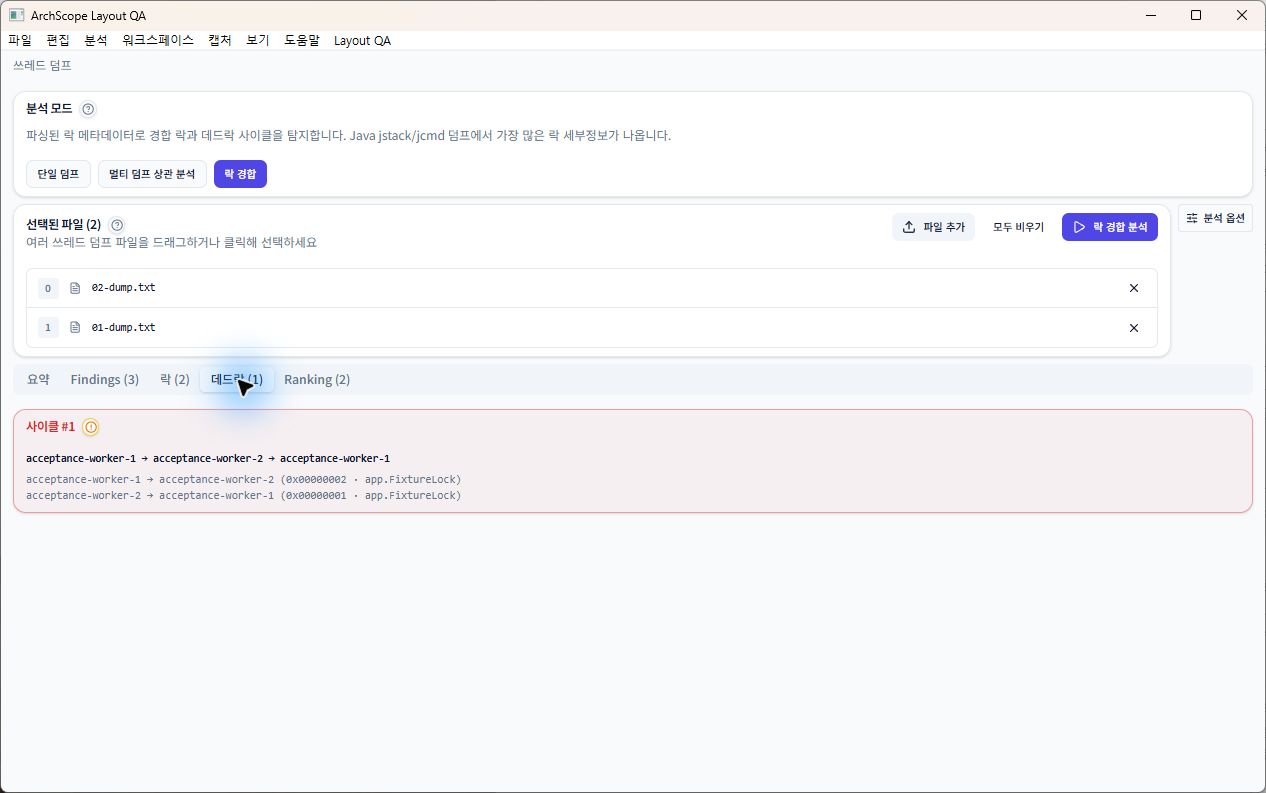 ArchScope Layout QA
파일 편집 분석 워크스페이스 캡처 보기 도움말 Layout QA
쓰레드 덤프
분석 모드
파싱된 락 메타데이터로 경합 락과 데드락 사이클을 탐지합니다. Java jstack/jcmd 덤프에서 가장 많은 락 세부정보가 나옵니다.
단일 덤프 멀티 덤프 상관 분석 락 경합
선택된 파일 (2)
여러 쓰레드 덤프 파일을 드래그하거나 클릭해 선택하세요
파일 추가 모두 비우기 락 경합 분석
분석 옵션
0 02-dump.txt
1 01-dump.txt
요약 Findings (3) 락 (2) 데드락 (1) Ranking (2)
사이클 #1
acceptance-worker-1 → acceptance-worker-2 → acceptance-worker-1
acceptance-worker-1 → acceptance-worker-2 (0x00000002 · app.FixtureLock)
acceptance-worker-2 → acceptance-worker-1 (0x00000001 · app.FixtureLock)